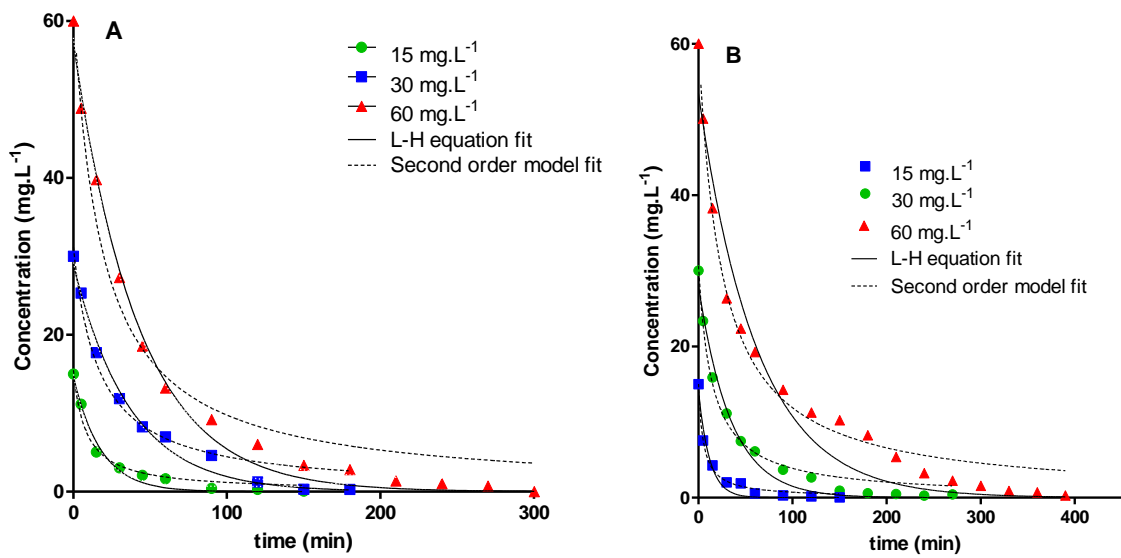 A
60
40
20
0
Concentration (mg.L⁻¹)
0
100
200
300
time (min)
15 mg.L⁻¹
30 mg.L⁻¹
60 mg.L⁻¹
L-H equation fit
Second order model fit
B
60
40
20
0
Concentration (mg.L⁻¹)
0
100
200
300
400
time (min)
15 mg.L⁻¹
30 mg.L⁻¹
60 mg.L⁻¹
L-H equation fit
Second order model fit